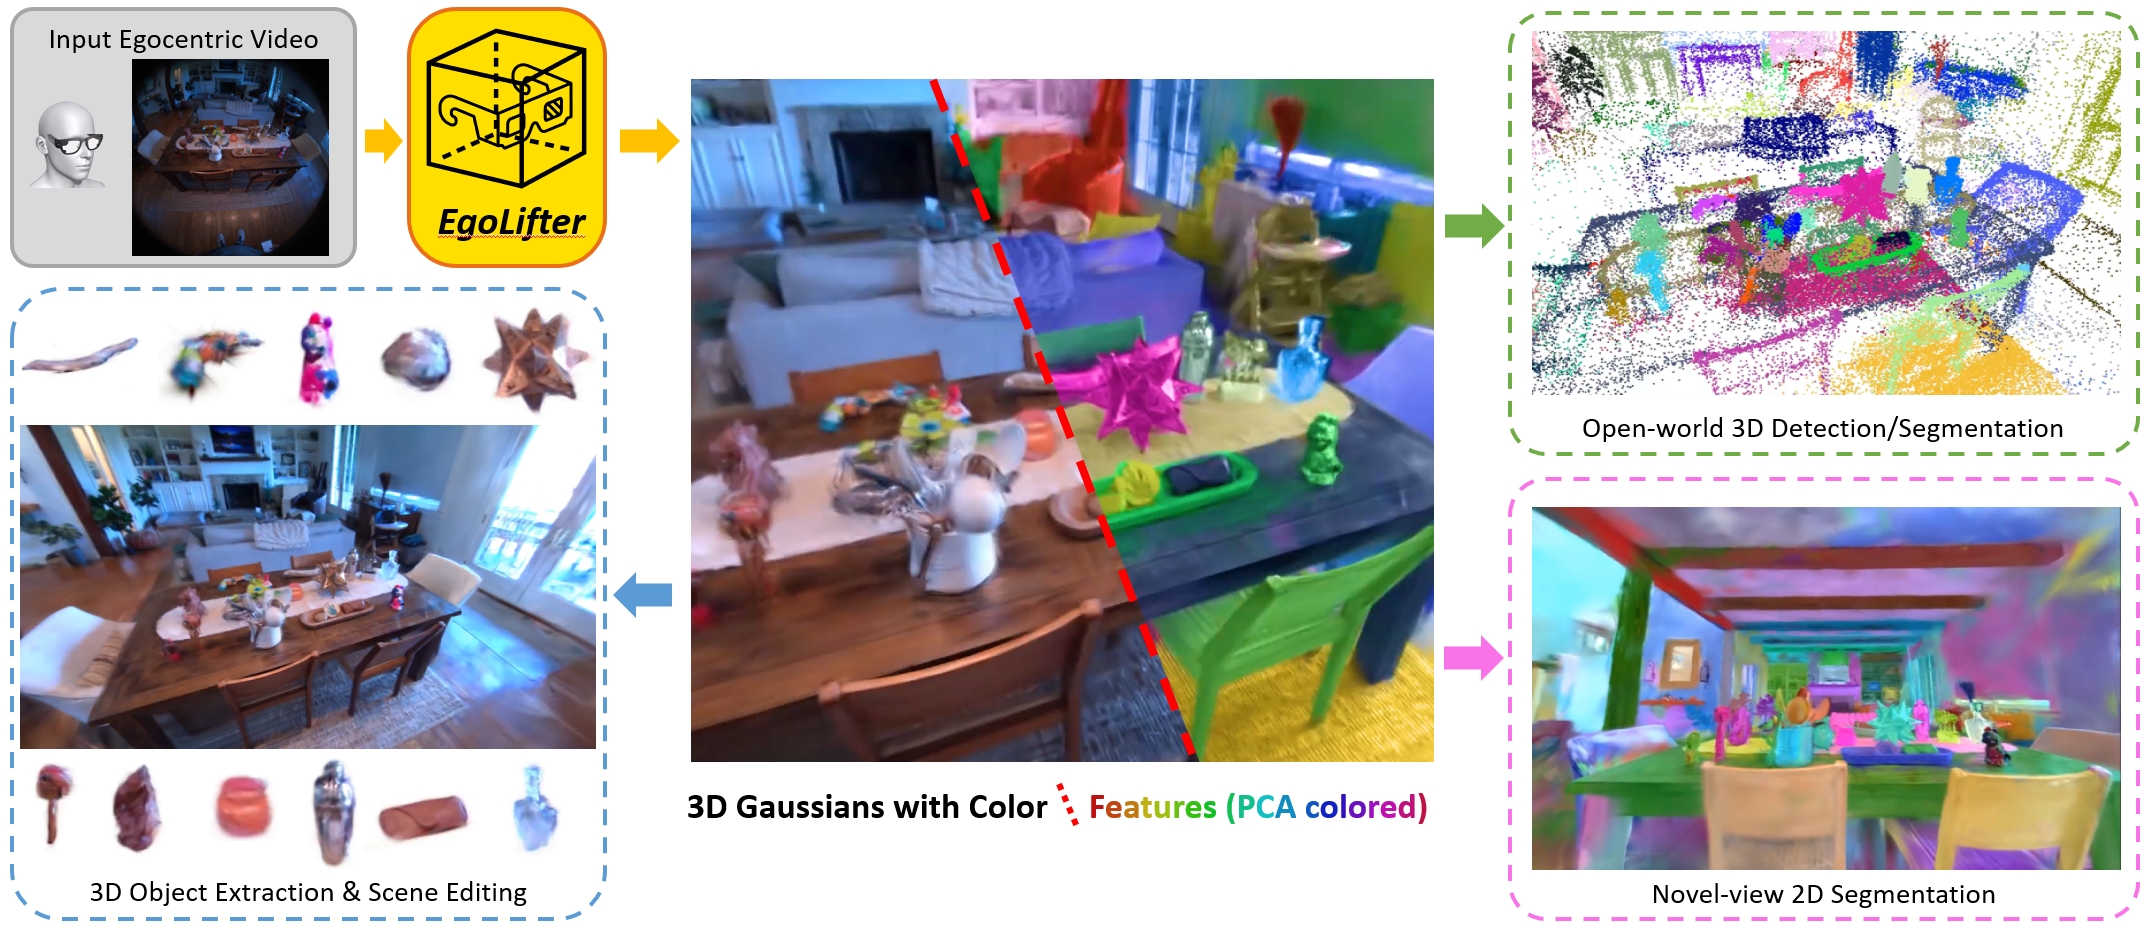 Input Egocentric Video
EgoLifter
3D Gaussians with Color
Features (PCA colored)
3D Object Extraction & Scene Editing
Open-world 3D Detection/Segmentation
Novel-view 2D Segmentation